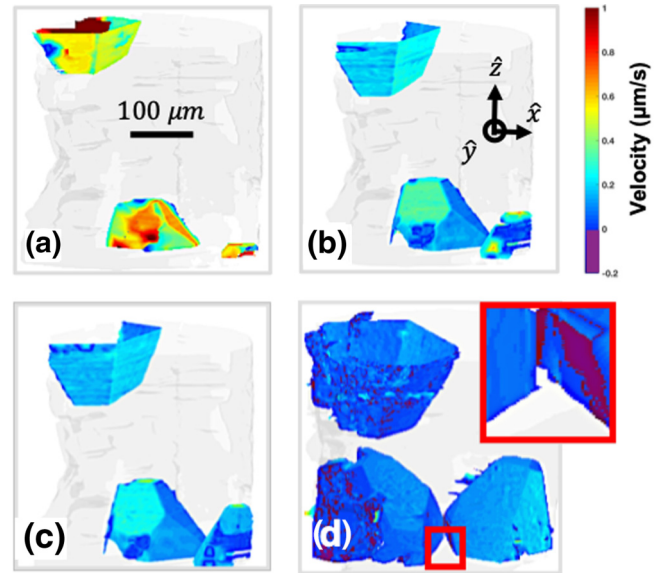 (a)
100 μm
(b)
ẑ
x̂
ŷ
Velocity (μm/s)
1
0.8
0.6
0.4
0.2
0
-0.2
(c)
(d)